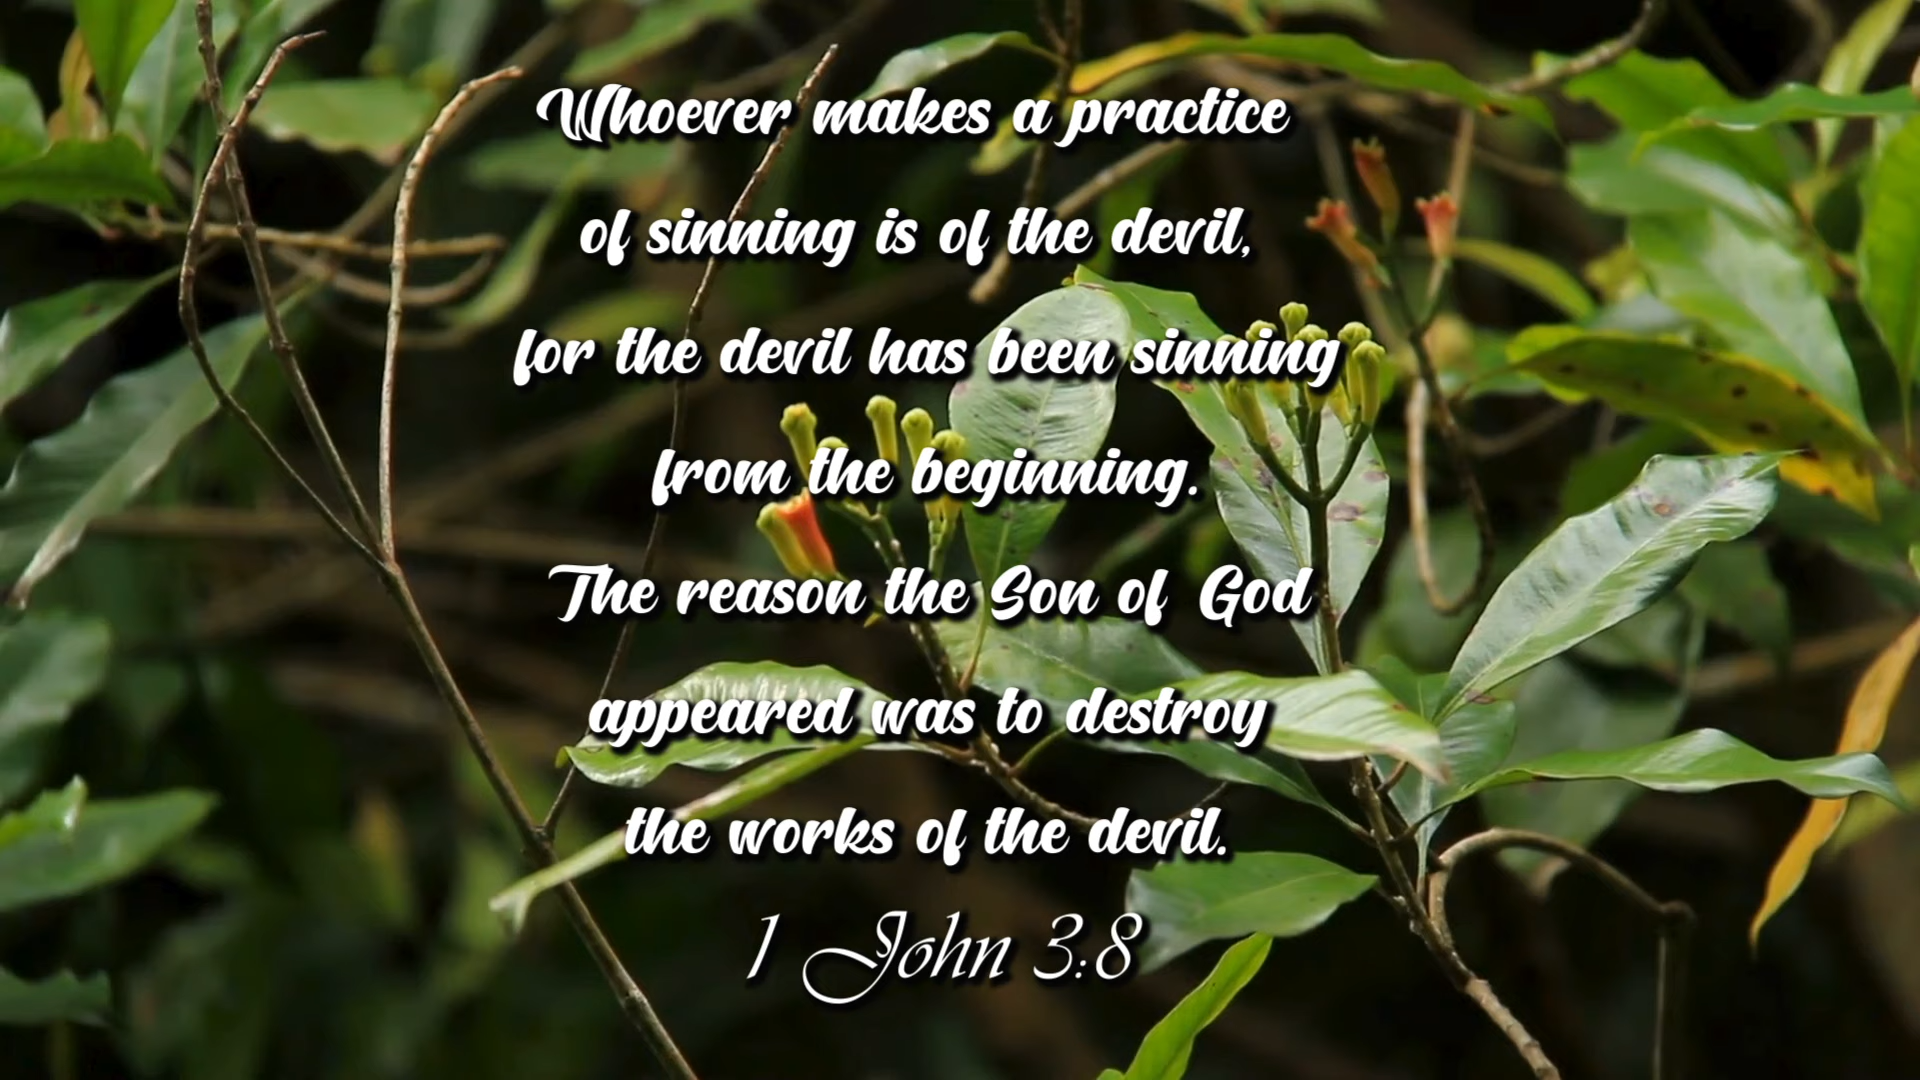 Whoever makes a practice
of sinning is of the devil,
for the devil has been sinning
from the beginning.
The reason the Son of God
appeared was to destroy
the works of the devil.
1 John 3:8